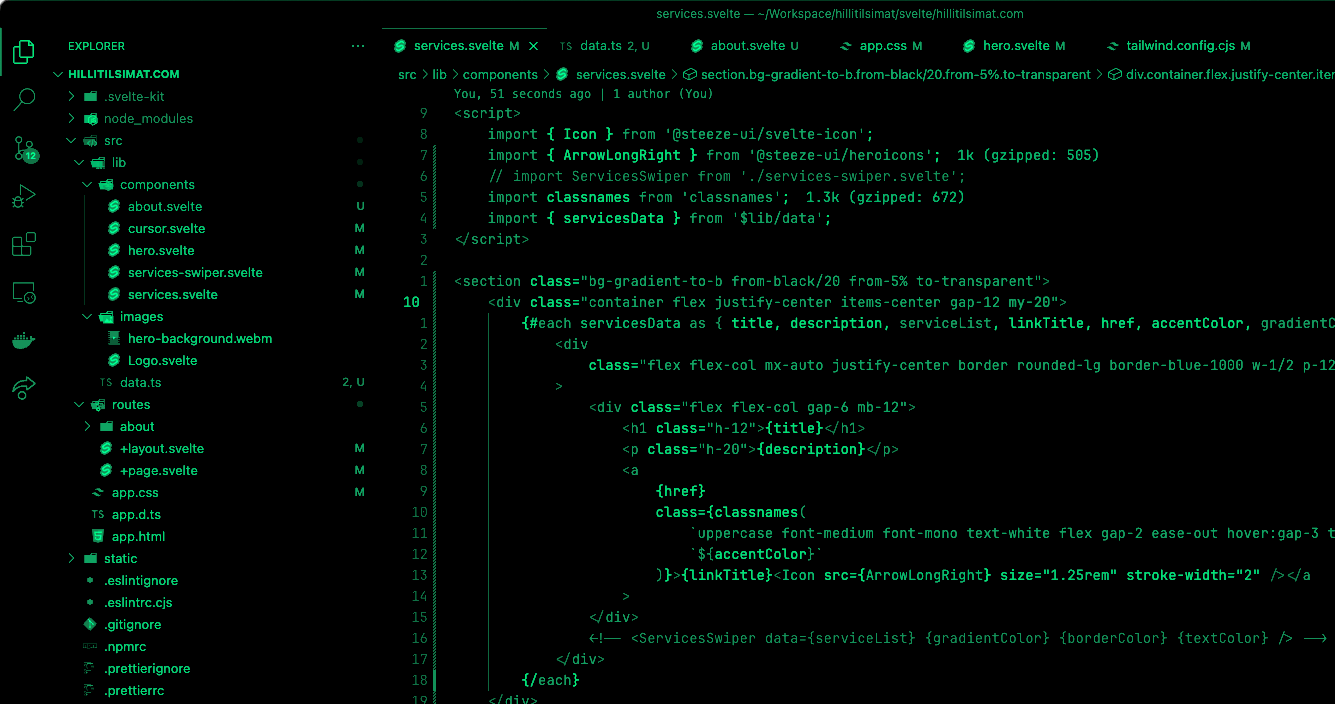 services.svelte — ~/Workspace/hillitilsimat/svelte/hillitilsimat.com
EXPLORER ···
HILLITILSIMAT.COM
.svelte-kit
node_modules
src
lib
components
about.svelte U
cursor.svelte M
hero.svelte M
services-swiper.svelte M
services.svelte M
images
hero-background.webm
Logo.svelte
TS data.ts 2, U
routes
about
+layout.svelte M
+page.svelte M
app.css M
TS app.d.ts
app.html
static
.eslintignore
.eslintrc.cjs
.gitignore
.npmrc
.prettierignore
.prettierrc
12
services.svelte M × TS data.ts 2, U about.svelte U app.css M hero.svelte M tailwind.config.cjs M
src > lib > components > services.svelte > section.bg-gradient-to-b.from-black/20.from-5%.to-transparent > div.container.flex.justify-center.iter
You, 51 seconds ago | 1 author (You)
9 <script>
8 import { Icon } from '@steeze-ui/svelte-icon';
7 import { ArrowLongRight } from '@steeze-ui/heroicons'; 1k (gzipped: 505)
6 // import ServicesSwiper from './services-swiper.svelte';
5 import classnames from 'classnames'; 1.3k (gzipped: 672)
4 import { servicesData } from '$lib/data';
3 </script>
2
1 <section class="bg-gradient-to-b from-black/20 from-5% to-transparent">
10 <div class="container flex justify-center items-center gap-12 my-20">
1 {#each servicesData as { title, description, serviceList, linkTitle, href, accentColor, gradientC
2 <div
3 class="flex flex-col mx-auto justify-center border rounded-lg border-blue-1000 w-1/2 p-12
4 >
5 <div class="flex flex-col gap-6 mb-12">
6 <h1 class="h-12">{title}</h1>
7 <p class="h-20">{description}</p>
8 <a
9 {href}
10 class={classnames(
11 `uppercase font-medium font-mono text-white flex gap-2 ease-out hover:gap-3 t
12 `${accentColor}`
13 )}>{linkTitle}<Icon src={ArrowLongRight} size="1.25rem" stroke-width="2" /></a
14 >
15 </div>
16 <!-- <ServicesSwiper data={serviceList} {gradientColor} {borderColor} {textColor} /> -->
17 </div>
18 {/each}
19 </div>